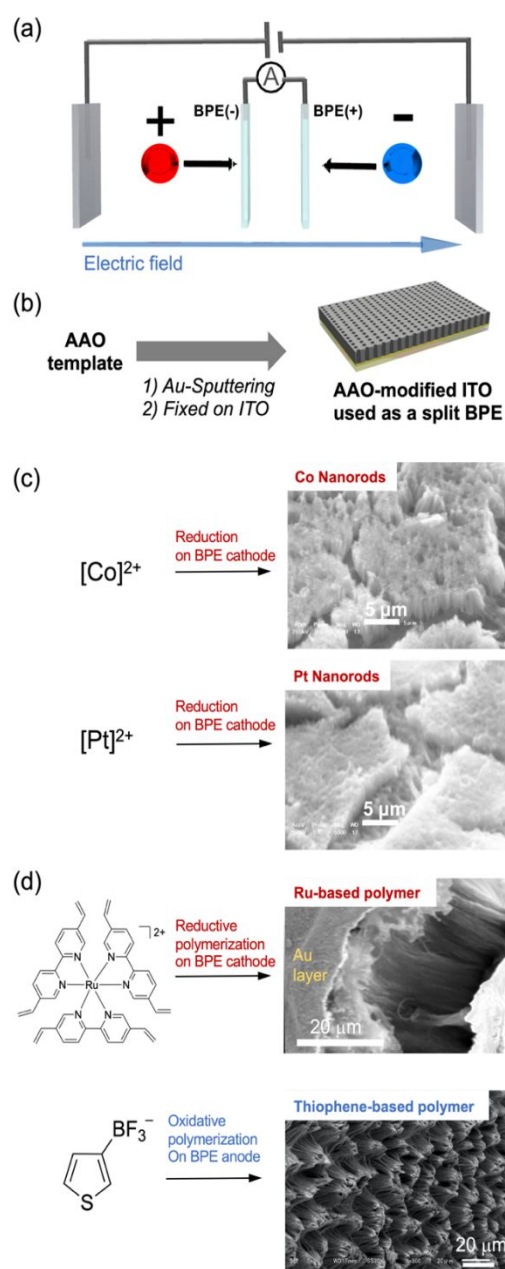 (a)
A
BPE(-)
BPE(+)
+
-
Electric field
(b)
AAO
template
1) Au-Sputtering
2) Fixed on ITO
AAO-modified ITO
used as a split BPE
(c)
Co Nanorods
[Co]²⁺
Reduction
on BPE cathode
5 µm
Pt Nanorods
[Pt]²⁺
Reduction
on BPE cathode
5 µm
(d)
Ru-based polymer
2+
N
N
N
Ru
N
N
N
Reductive
polymerization
on BPE cathode
Au
layer
20 µm
Thiophene-based polymer
BF₃⁻
S
Oxidative
polymerization
On BPE anode
20 µm